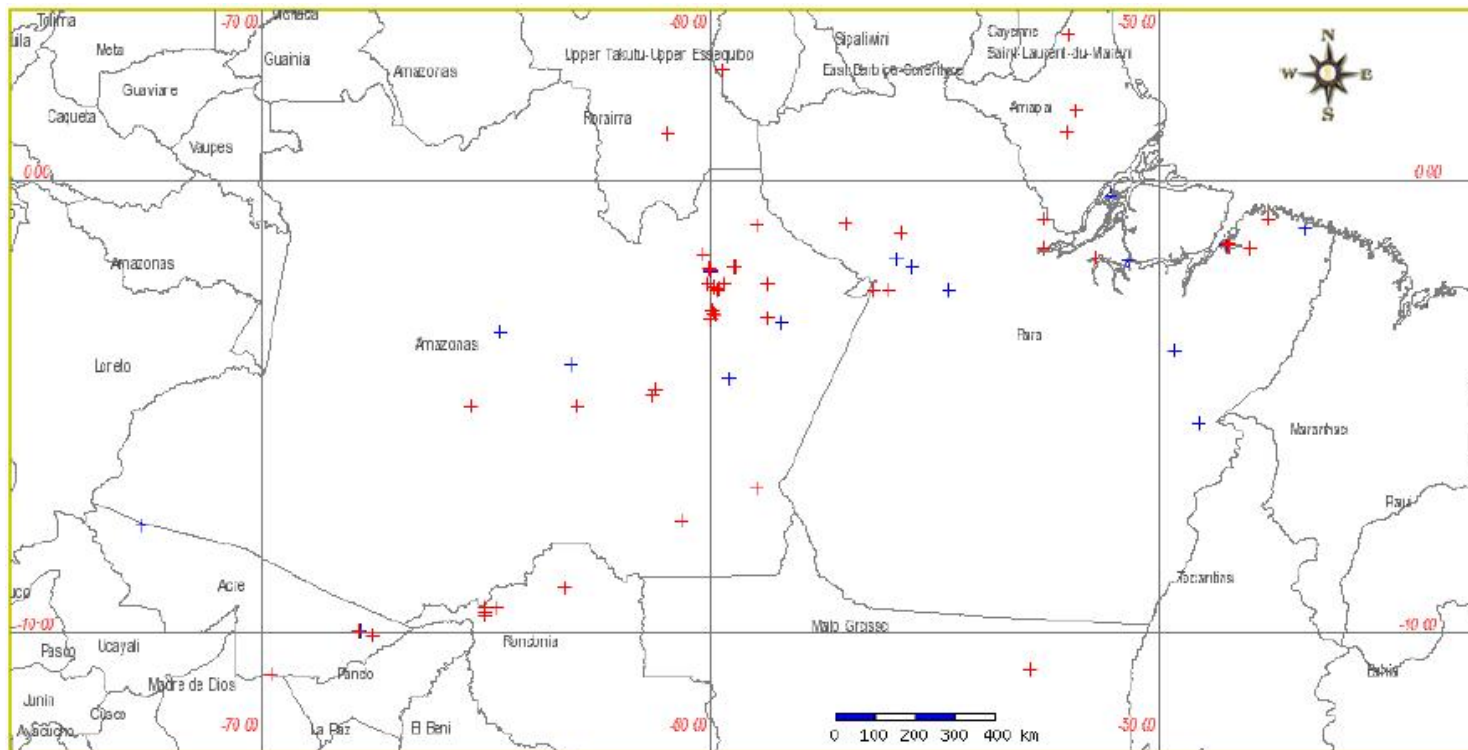 -70 00
-60 00
-50 00
Tolima
Meta
Guainia
Guaviare
Caqueta
Vaupes
Amazonas
Upper Takutu-Upper Essequibo
Sipaliwini
Cayenne
Saint-Laurent-du-Maroni
Amapa
Roraima
N
W
E
S
0 00
0 00
Amazonas
Loreto
Amazonas
Para
Maranhao
Piaui
Acre
Tocantins
-10 00
-10 00
Rondonia
Mato Grosso
Pasco
Ucayali
Pando
Bahia
Madre de Dios
Junin
Cusco
Ayacucho
La Paz
El Beni
-70 00
-60 00
-50 00
0 100 200 300 400 km